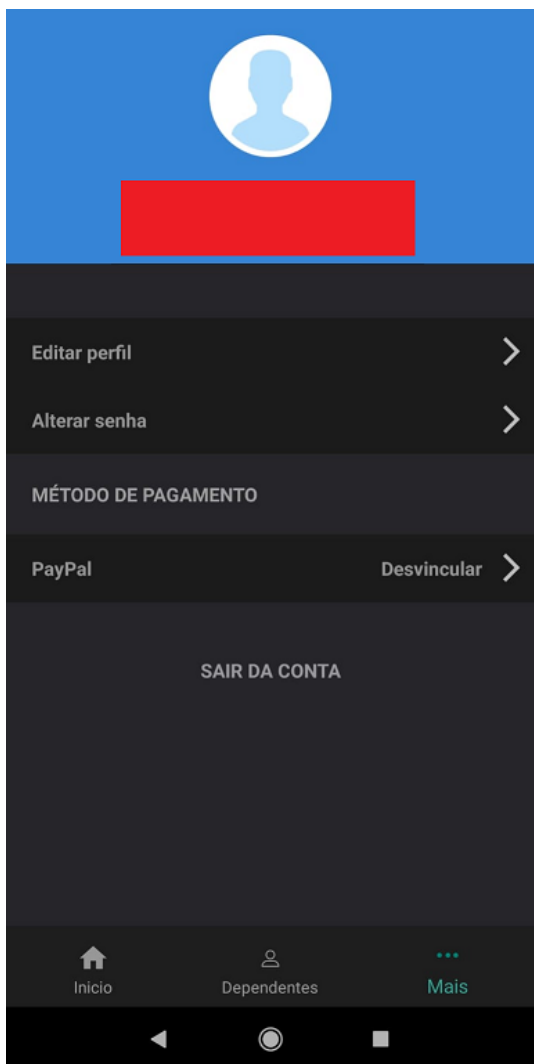 Editar perfil
Alterar senha
MÉTODO DE PAGAMENTO
PayPal Desvincular
SAIR DA CONTA
Inicio Dependentes Mais